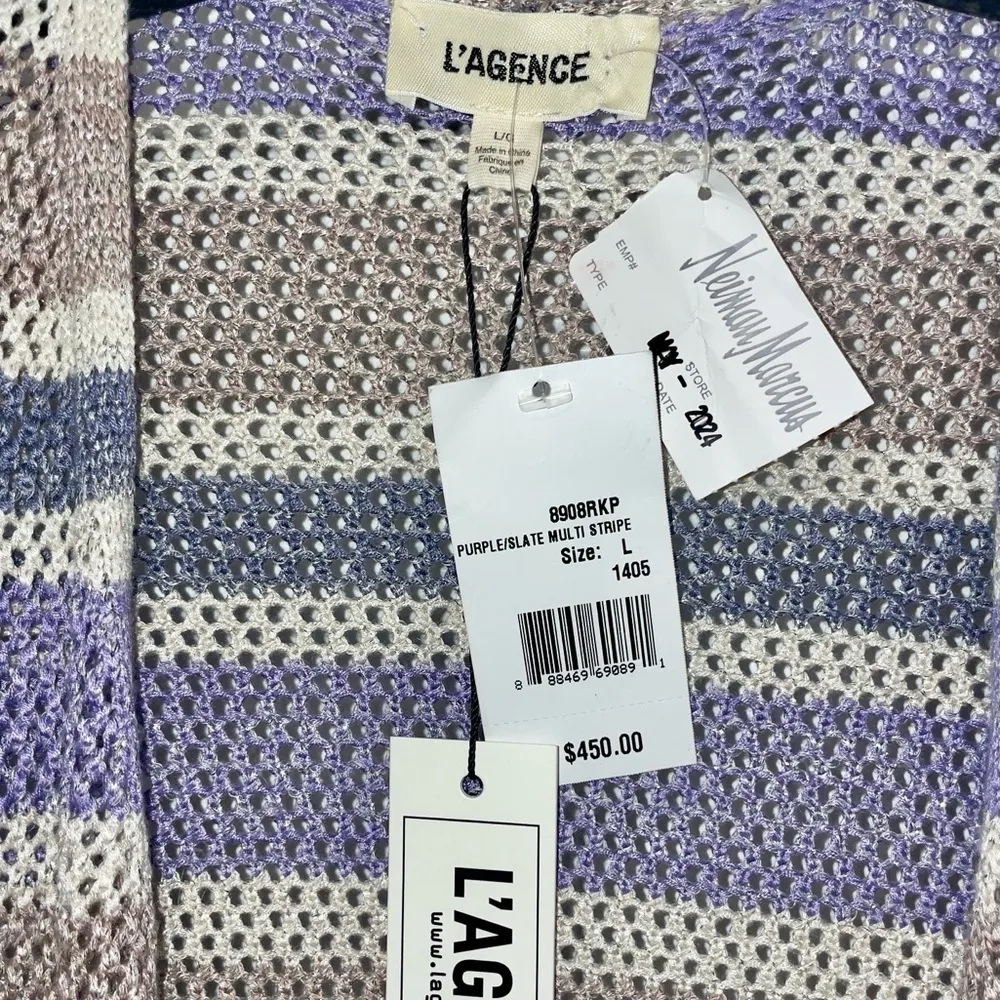 L'AGENCE
Made in China
Fabriqué en
Chine
EMP#
TYPE
STORE
DATE
2024
Neiman Marcus
8908RKP
PURPLE/SLATE MULTI STRIPE
Size: L
1405
8 88469 69089 1
$450.00
L'AG
www.lag